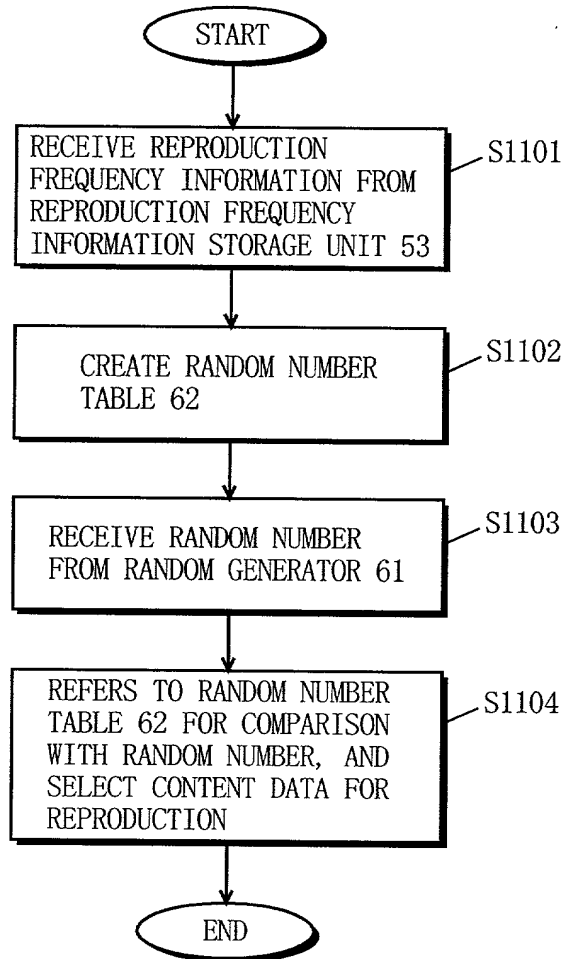 START
RECEIVE REPRODUCTION
FREQUENCY INFORMATION FROM
REPRODUCTION FREQUENCY
INFORMATION STORAGE UNIT 53
S1101
CREATE RANDOM NUMBER
TABLE 62
S1102
RECEIVE RANDOM NUMBER
FROM RANDOM GENERATOR 61
S1103
REFERS TO RANDOM NUMBER
TABLE 62 FOR COMPARISON
WITH RANDOM NUMBER, AND
SELECT CONTENT DATA FOR
REPRODUCTION
S1104
END